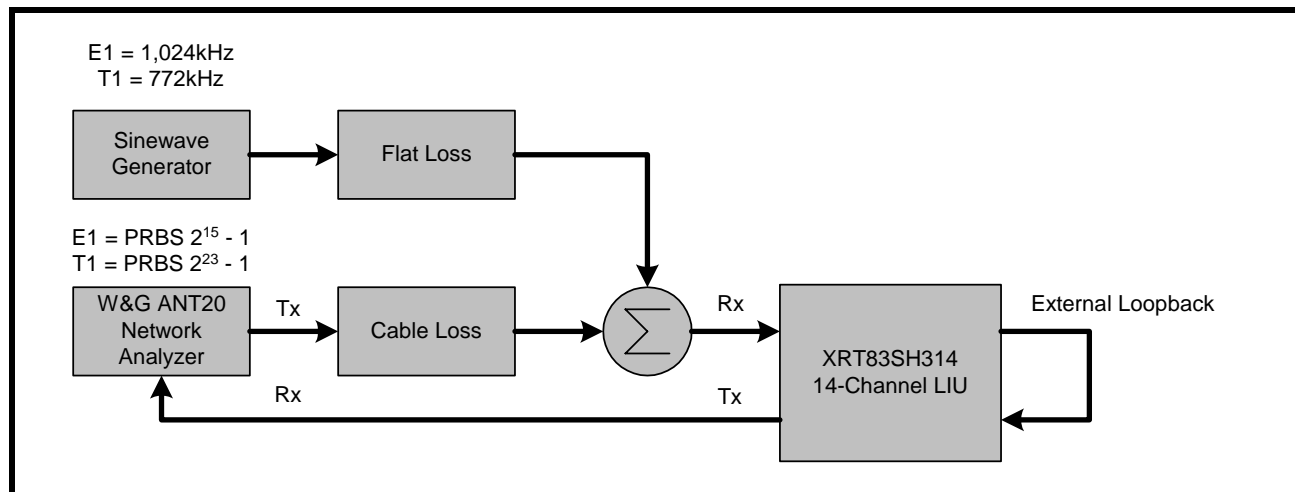 E1 = 1,024kHz
T1 = 772kHz
Sinewave
Generator
Flat Loss
E1 = PRBS 2¹⁵ - 1
T1 = PRBS 2²³ - 1
W&G ANT20
Network
Analyzer
Tx
Cable Loss
Σ
Rx
XRT83SH314
14-Channel LIU
External Loopback
Rx
Tx